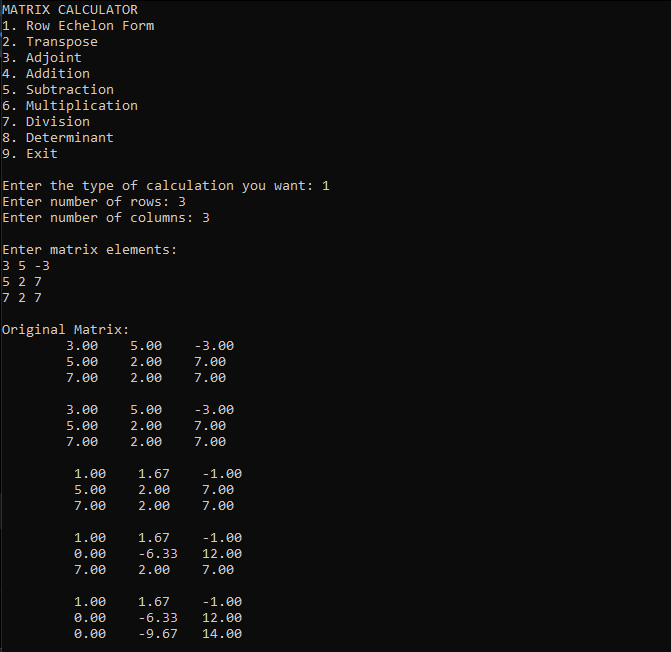 MATRIX CALCULATOR
1. Row Echelon Form
2. Transpose
3. Adjoint
4. Addition
5. Subtraction
6. Multiplication
7. Division
8. Determinant
9. Exit
Enter the type of calculation you want: 1
Enter number of rows: 3
Enter number of columns: 3
Enter matrix elements:
3 5 -3
5 2 7
7 2 7
Original Matrix:
3.00 5.00 -3.00
5.00 2.00 7.00
7.00 2.00 7.00
3.00 5.00 -3.00
5.00 2.00 7.00
7.00 2.00 7.00
1.00 1.67 -1.00
5.00 2.00 7.00
7.00 2.00 7.00
1.00 1.67 -1.00
0.00 -6.33 12.00
7.00 2.00 7.00
1.00 1.67 -1.00
0.00 -6.33 12.00
0.00 -9.67 14.00